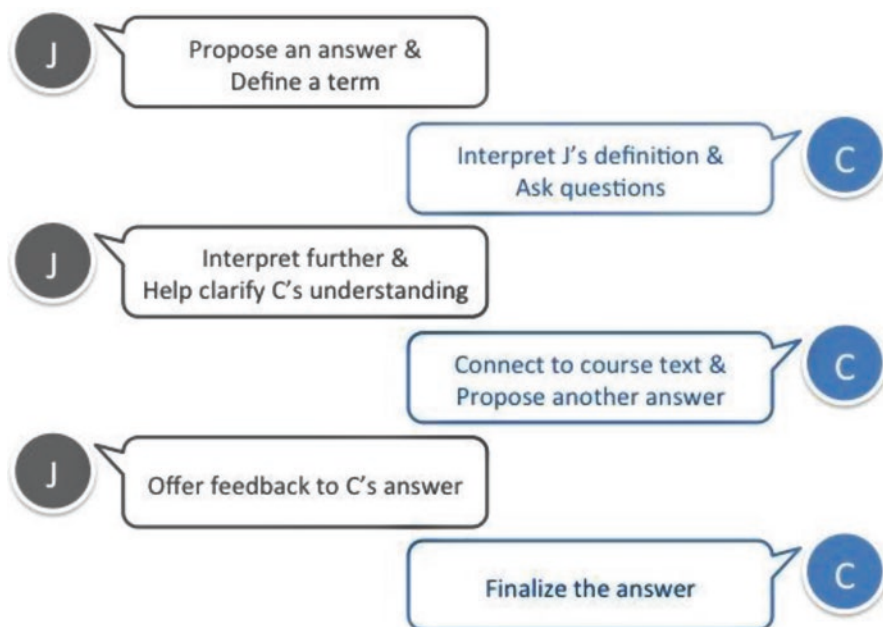 J
Propose an answer &
Define a term
C
Interpret J's definition &
Ask questions
J
Interpret further &
Help clarify C's understanding
C
Connect to course text &
Propose another answer
J
Offer feedback to C's answer
C
Finalize the answer